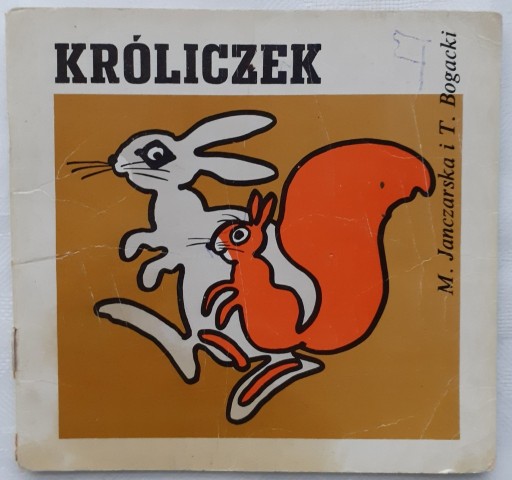 KRÓLICZEK
M. Janczarska i T. Bogacki